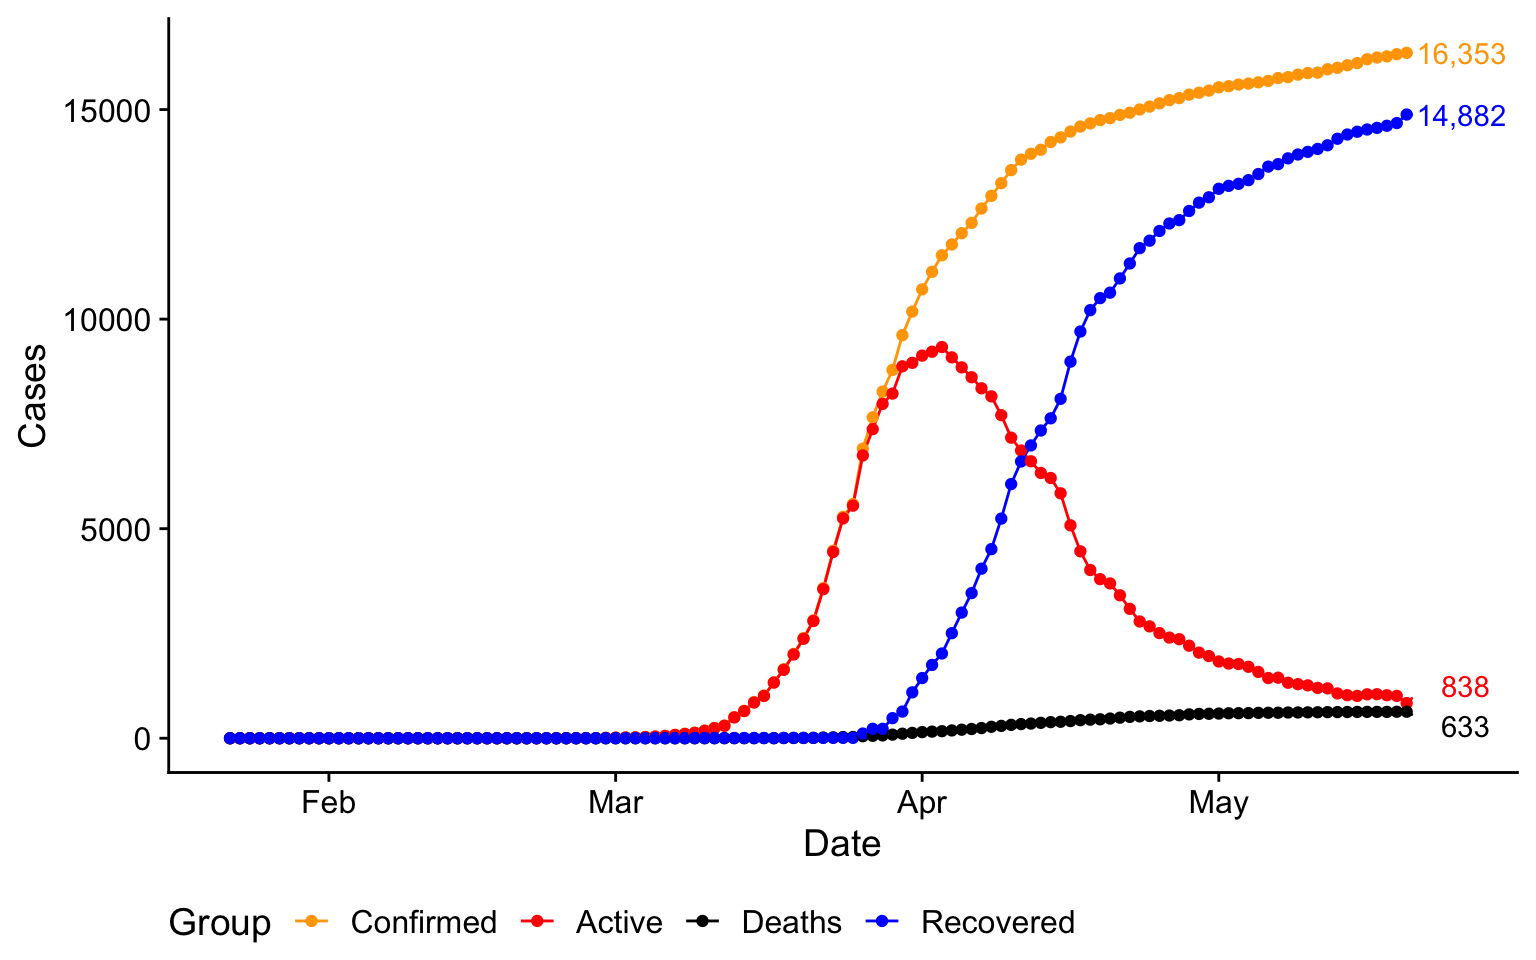 16,353
15000
14,882
10000
Cases
5000
838
633
0
Feb Mar Apr May
Date
Group Confirmed Active Deaths Recovered